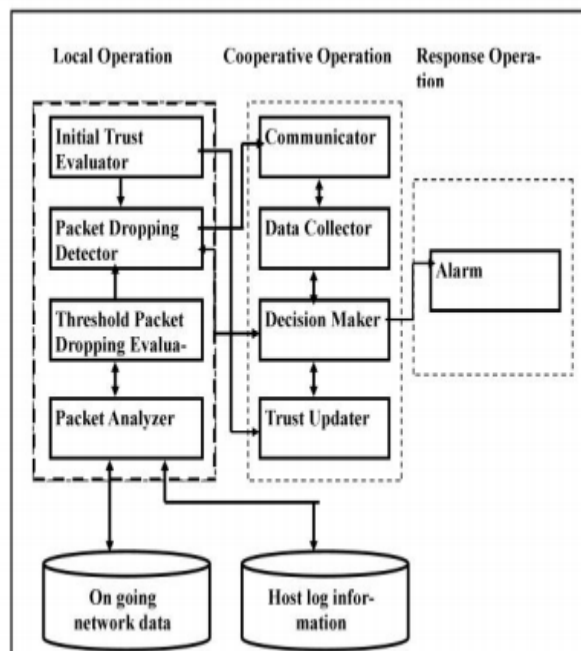 Local Operation
Cooperative Operation
Response Opera-
tion
Initial Trust
Evaluator
Packet Dropping
Detector
Threshold Packet
Dropping Evalua-
Packet Analyzer
Communicator
Data Collector
Decision Maker
Trust Updater
Alarm
On going
network data
Host log infor-
mation